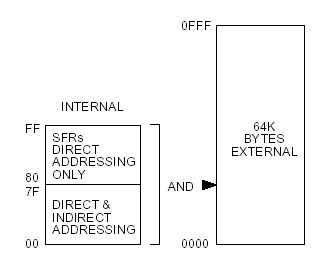 0FFF
INTERNAL
FF
SFRs
DIRECT
ADDRESSING
ONLY
80
7F
DIRECT &
INDIRECT
ADDRESSING
00
AND
64K
BYTES
EXTERNAL
0000